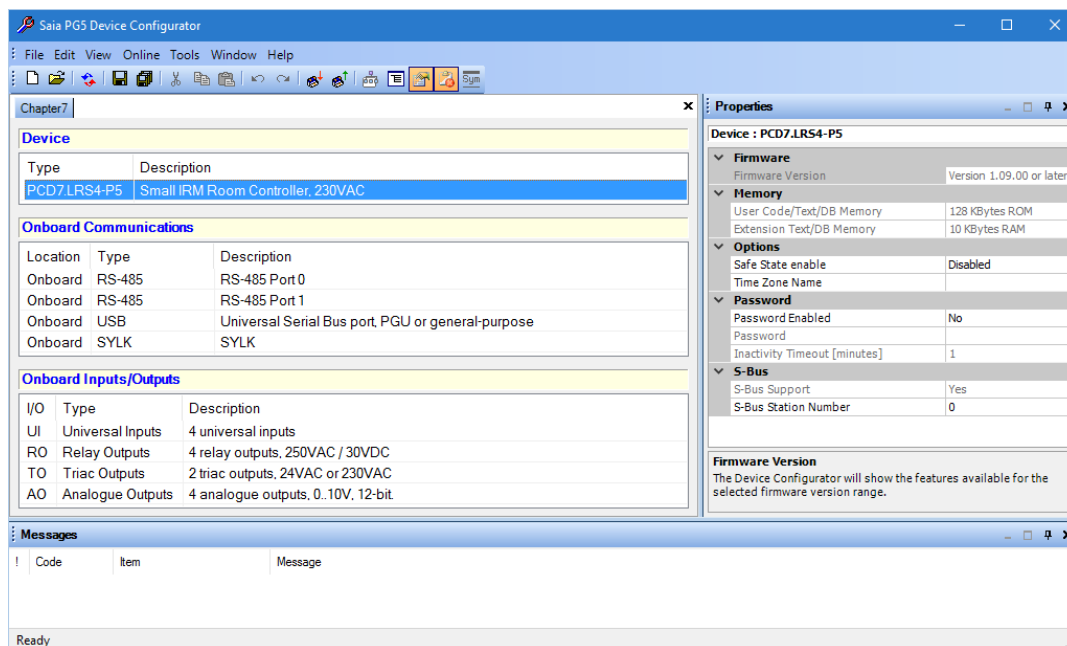 Saia PG5 Device Configurator
File Edit View Online Tools Window Help
Sym
Chapter7
Device
Type Description
PCD7.LRS4-P5 Small IRM Room Controller, 230VAC
Onboard Communications
Location Type Description
Onboard RS-485 RS-485 Port 0
Onboard RS-485 RS-485 Port 1
Onboard USB Universal Serial Bus port, PGU or general-purpose
Onboard SYLK SYLK
Onboard Inputs/Outputs
I/O Type Description
UI Universal Inputs 4 universal inputs
RO Relay Outputs 4 relay outputs, 250VAC / 30VDC
TO Triac Outputs 2 triac outputs, 24VAC or 230VAC
AO Analogue Outputs 4 analogue outputs, 0..10V, 12-bit.
Properties
Device : PCD7.LRS4-P5
Firmware
Firmware Version Version 1.09.00 or later
Memory
User Code/Text/DB Memory 128 KBytes ROM
Extension Text/DB Memory 10 KBytes RAM
Options
Safe State enable Disabled
Time Zone Name
Password
Password Enabled No
Password
Inactivity Timeout [minutes] 1
S-Bus
S-Bus Support Yes
S-Bus Station Number 0
Firmware Version
The Device Configurator will show the features available for the
selected firmware version range.
Messages
! Code Item Message
Ready